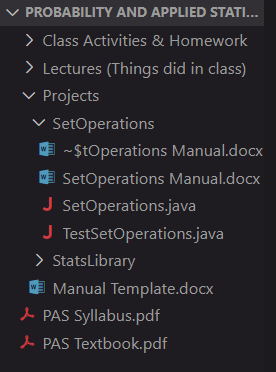 PROBABILITY AND APPLIED STATI...
Class Activities & Homework
Lectures (Things did in class)
Projects
SetOperations
~$tOperations Manual.docx
SetOperations Manual.docx
SetOperations.java
TestSetOperations.java
StatsLibrary
Manual Template.docx
PAS Syllabus.pdf
PAS Textbook.pdf